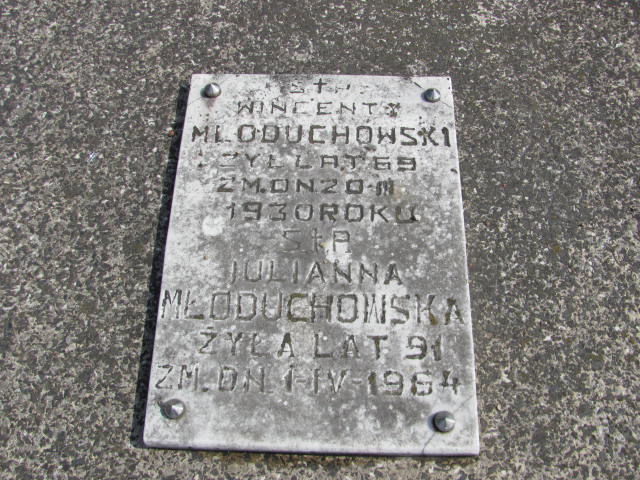 Ś†P
WINCENTY
MŁODUCHOWSKI
ŻYŁ LAT 69
ZM.DN.20-III
1930 ROKU
Ś†P
JULIANNA
MŁODUCHOWSKA
ŻYŁA LAT 91
ZM. DN. 1-IV-1964